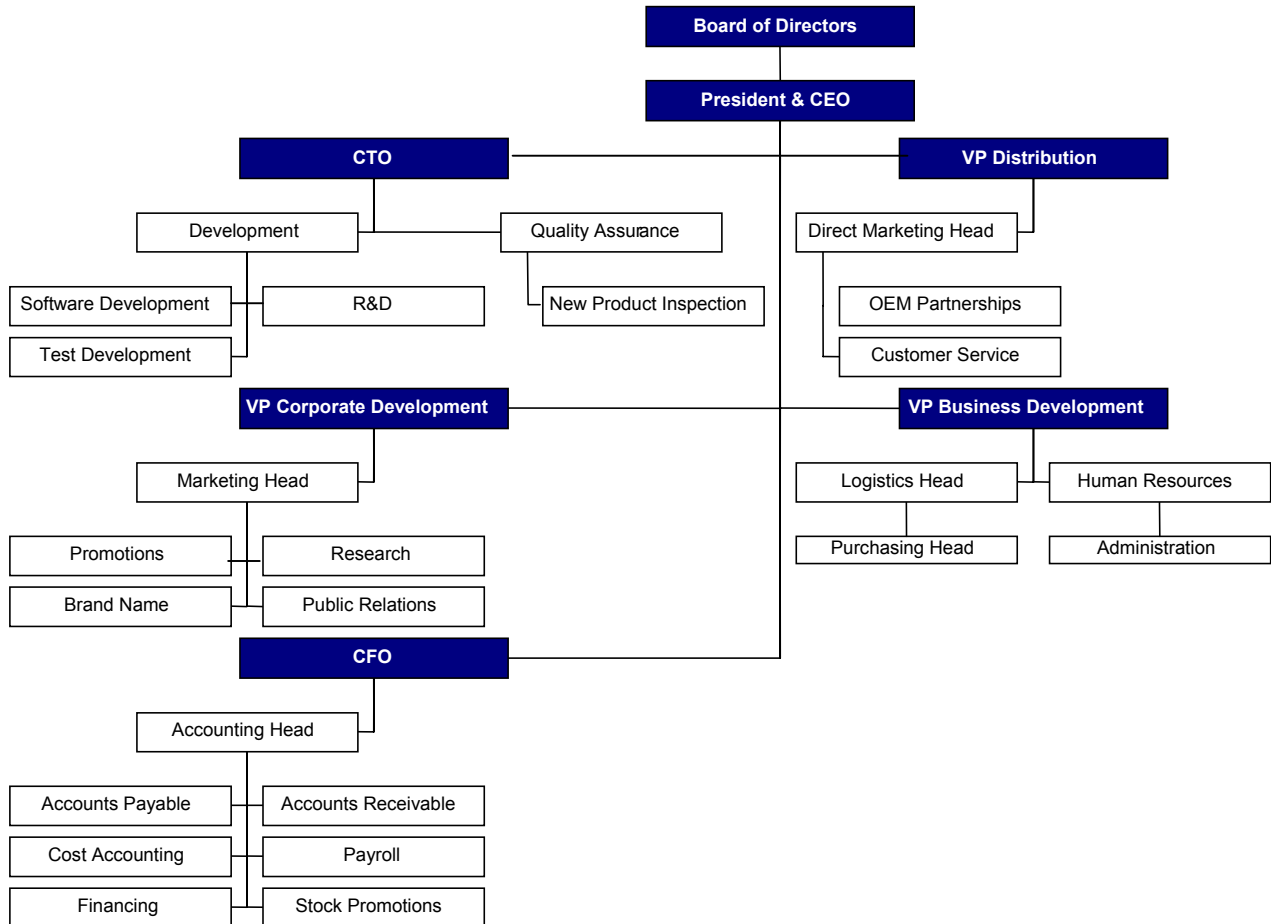 Board of Directors
President & CEO
CTO
VP Distribution
Development
Quality Assurance
Direct Marketing Head
Software Development
R&D
New Product Inspection
OEM Partnerships
Test Development
Customer Service
VP Corporate Development
VP Business Development
Marketing Head
Logistics Head
Human Resources
Promotions
Research
Purchasing Head
Administration
Brand Name
Public Relations
CFO
Accounting Head
Accounts Payable
Accounts Receivable
Cost Accounting
Payroll
Financing
Stock Promotions